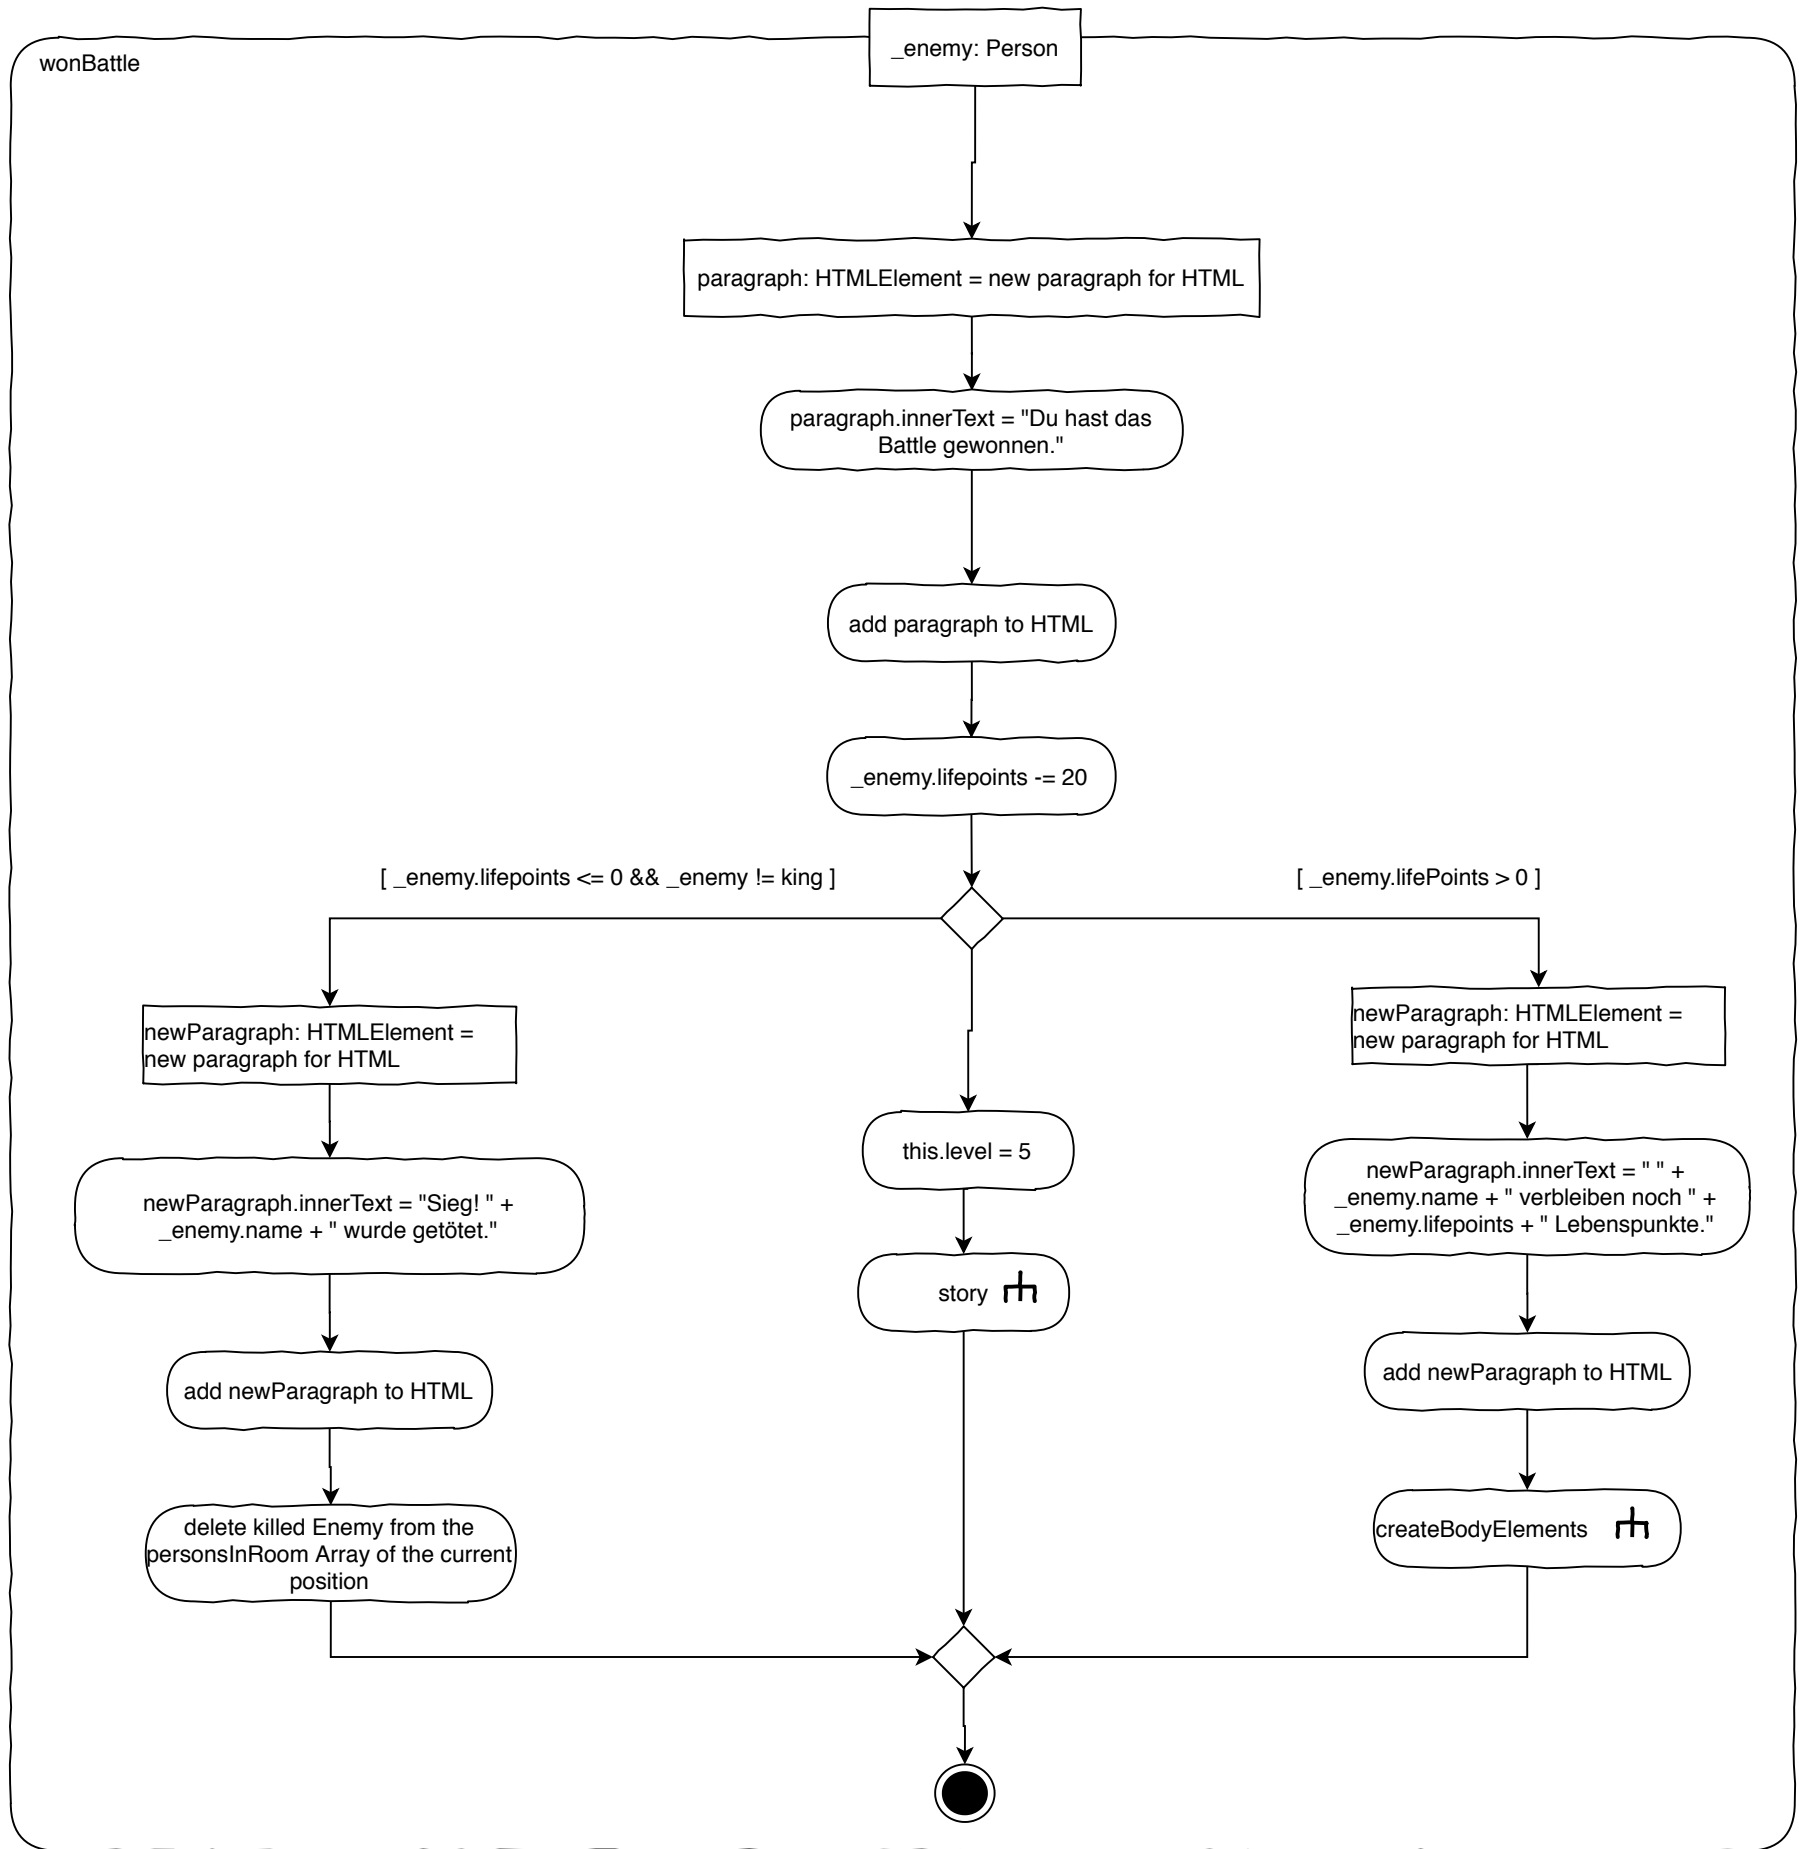 _enemy: Person
wonBattle
paragraph: HTMLElement = new paragraph for HTML
paragraph.innerText = "Du hast das
Battle gewonnen."
add paragraph to HTML
_enemy.lifepoints -= 20
[ _enemy.lifepoints <= 0 && _enemy != king ]
[ _enemy.lifePoints > 0 ]
newParagraph: HTMLElement =
new paragraph for HTML
newParagraph.innerText = "Sieg! " +
_enemy.name + " wurde getötet."
add newParagraph to HTML
delete killed Enemy from the
personsInRoom Array of the current
position
this.level = 5
story
newParagraph: HTMLElement =
new paragraph for HTML
newParagraph.innerText = " " +
_enemy.name + " verbleiben noch " +
_enemy.lifepoints + " Lebenspunkte."
add newParagraph to HTML
createBodyElements